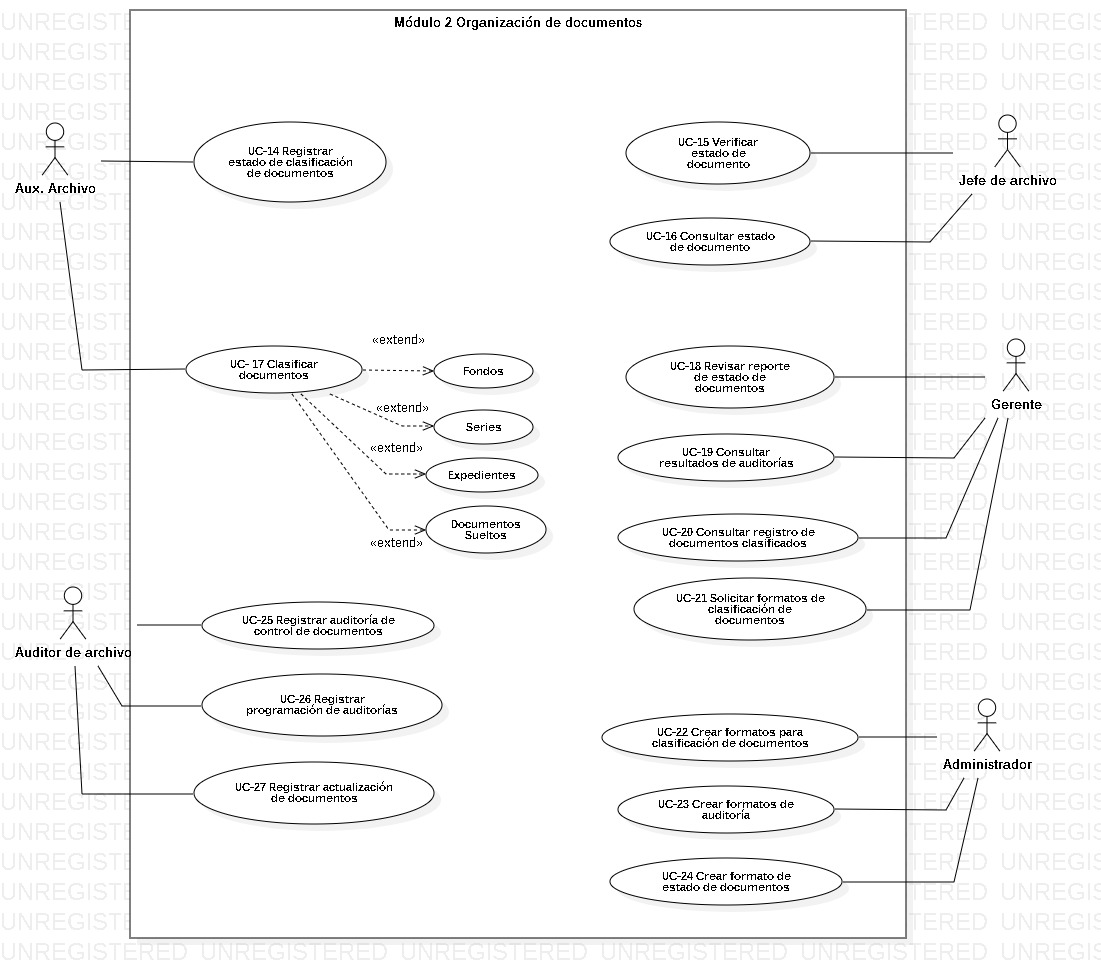 Módulo 2 Organización de documentos
UC-14 Registrar
estado de clasificación
de documentos
UC-15 Verificar
estado de
documento
Aux. Archivo
Jefe de archivo
UC-16 Consultar estado
de documento
UC- 17 Clasificar
documentos
«extend»
Fondos
«extend»
Series
«extend»
Expedientes
«extend»
Documentos
Sueltos
UC-18 Revisar reporte
de estado de
documentos
Gerente
UC-19 Consultar
resultados de auditorías
UC-20 Consultar registro de
documentos clasificados
UC-21 Solicitar formatos de
clasificación de
documentos
Auditor de archivo
UC-25 Registrar auditoría de
control de documentos
UC-26 Registrar
programación de auditorías
UC-27 Registrar actualización
de documentos
UC-22 Crear formatos para
clasificación de documentos
Administrador
UC-23 Crear formatos de
auditoría
UC-24 Crear formato de
estado de documentos
UNREGISTERED UNREGISTERED UNREGISTERED UNREGISTERED UNREGISTERED UNREGIS